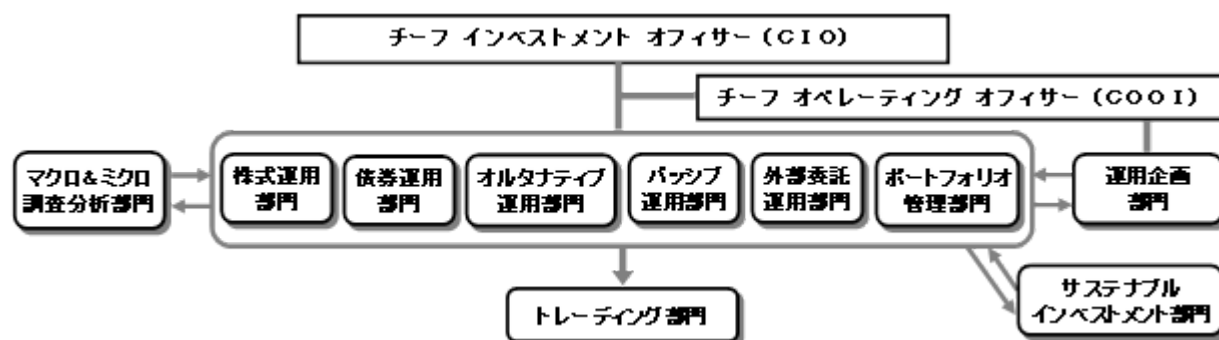 チーフ インベストメント オフィサー (CIO)
チーフ オペレーティング オフィサー (COOI)
マクロ&ミクロ
調査分析部門
株式運用
部門
債券運用
部門
オルタナティブ
運用部門
パッシブ
運用部門
外部委託
運用部門
ポートフォリオ
管理部門
運用企画
部門
トレーディング部門
サステナブル
インベストメント部門